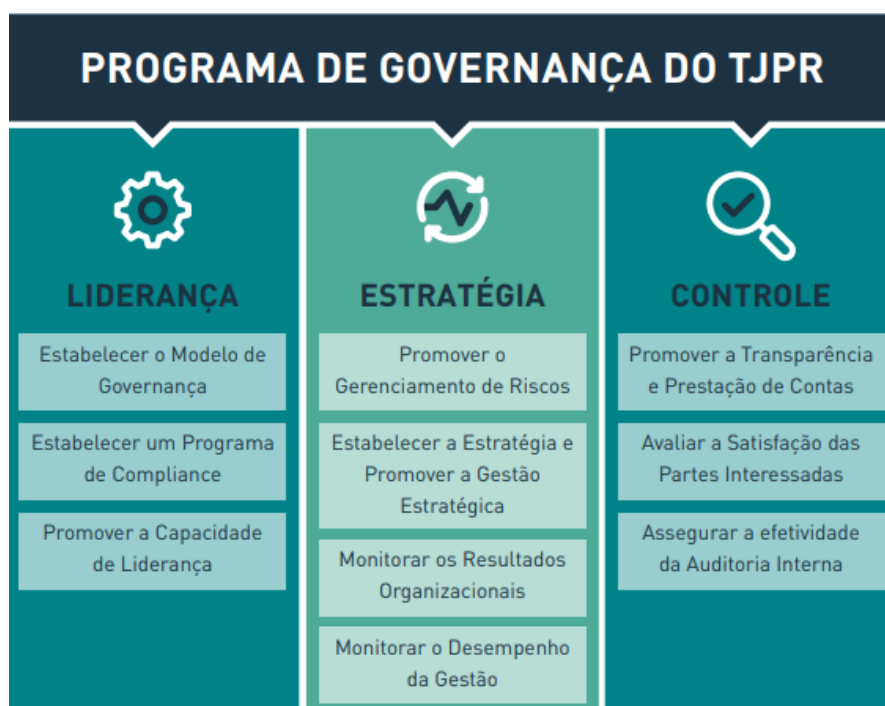 PROGRAMA DE GOVERNANÇA DO TJPR
LIDERANÇA
Estabelecer o Modelo de
Governança
Estabelecer um Programa
de Compliance
Promover a Capacidade
de Liderança
ESTRATÉGIA
Promover o
Gerenciamento de Riscos
Estabelecer a Estratégia e
Promover a Gestão
Estratégica
Monitorar os Resultados
Organizacionais
Monitorar o Desempenho
da Gestão
CONTROLE
Promover a Transparência
e Prestação de Contas
Avaliar a Satisfação das
Partes Interessadas
Assegurar a efetividade
da Auditoria Interna